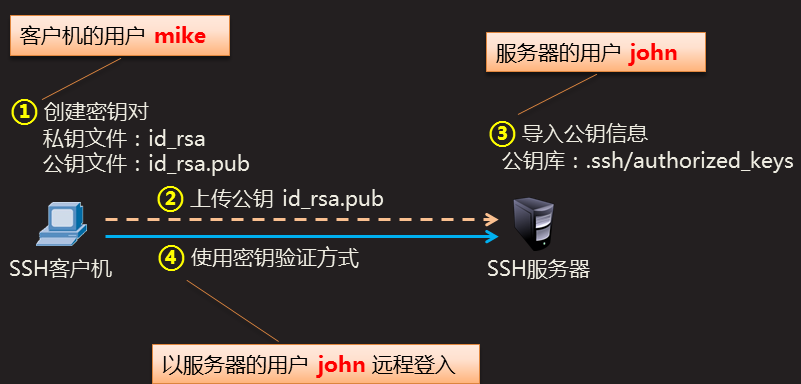 客户机的用户 mike
服务器的用户 john
① 创建密钥对
私钥文件：id_rsa
公钥文件：id_rsa.pub
③ 导入公钥信息
公钥库：.ssh/authorized_keys
② 上传公钥 id_rsa.pub
④ 使用密钥验证方式
SSH客户机
SSH服务器
以服务器的用户 john 远程登入